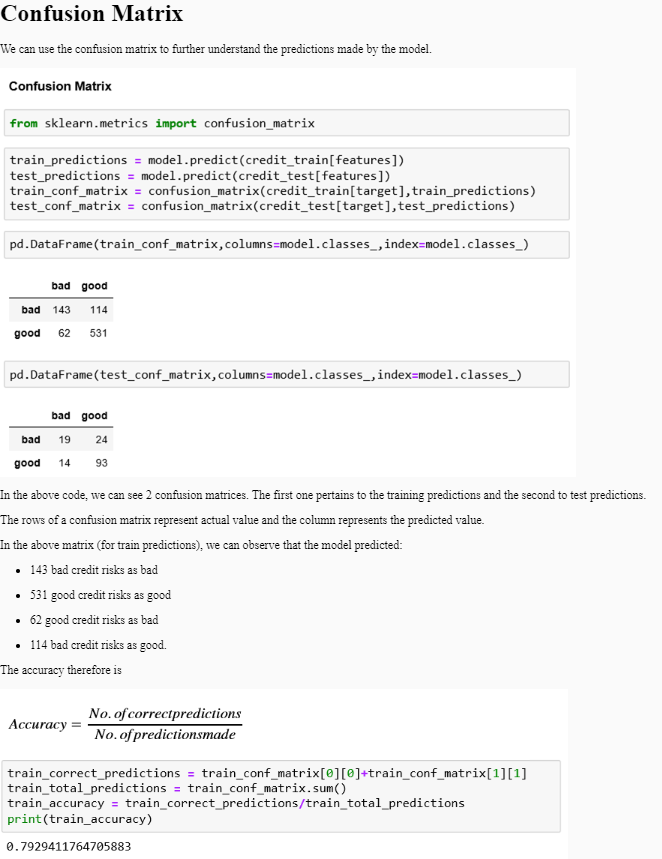 Confusion Matrix
We can use the confusion matrix to further understand the predictions made by the model.
Confusion Matrix
from sklearn.metrics import confusion_matrix
train_predictions = model.predict(credit_train[features])
test_predictions = model.predict(credit_test[features])
train_conf_matrix = confusion_matrix(credit_train[target],train_predictions)
test_conf_matrix = confusion_matrix(credit_test[target],test_predictions)
pd.DataFrame(train_conf_matrix,columns=model.classes_,index=model.classes_)
bad good
bad 143 114
good 62 531
pd.DataFrame(test_conf_matrix,columns=model.classes_,index=model.classes_)
bad good
bad 19 24
good 14 93
In the above code, we can see 2 confusion matrices. The first one pertains to the training predictions and the second to test predictions.
The rows of a confusion matrix represent actual value and the column represents the predicted value.
In the above matrix (for train predictions), we can observe that the model predicted:
• 143 bad credit risks as bad
• 531 good credit risks as good
• 62 good credit risks as bad
• 114 bad credit risks as good.
The accuracy therefore is
Accuracy = No. of correctpredictions
No. of predictionsmade
train_correct_predictions = train_conf_matrix[0][0]+train_conf_matrix[1][1]
train_total_predictions = train_conf_matrix.sum()
train_accuracy = train_correct_predictions/train_total_predictions
print(train_accuracy)
0.7929411764705883